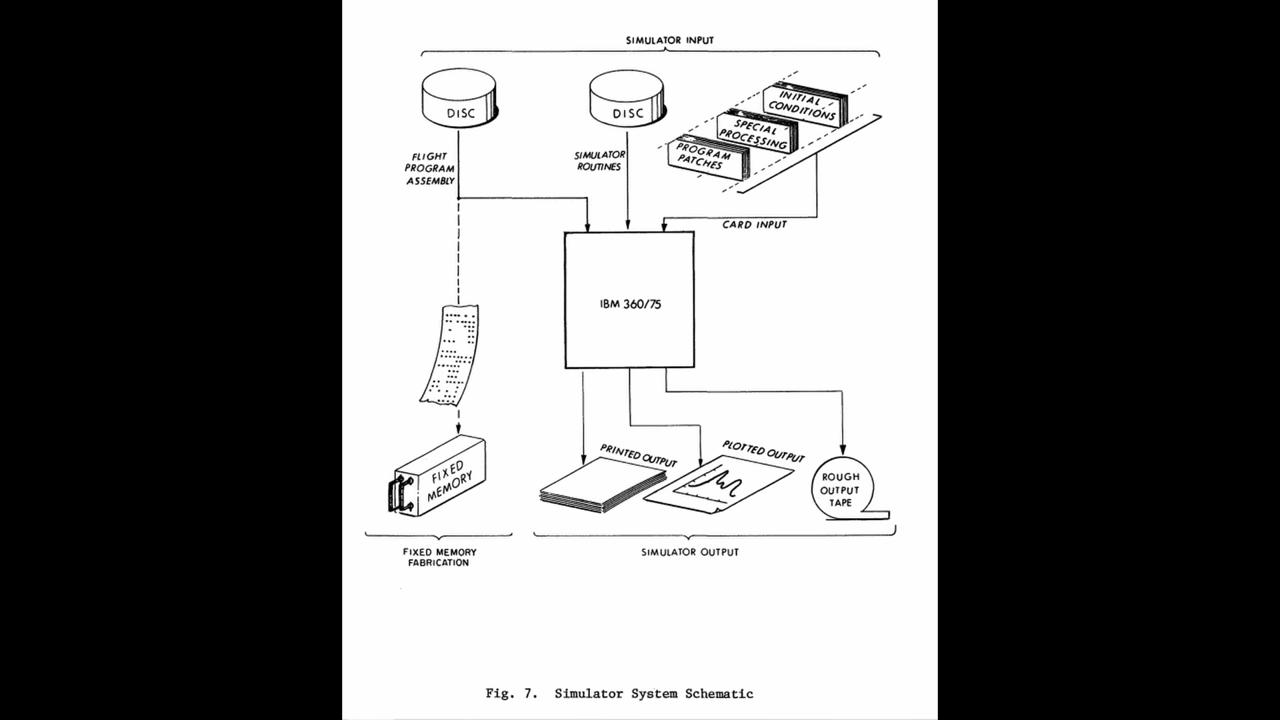 SIMULATOR INPUT
DISC
DISC
INITIAL
CONDITIONS
SPECIAL
PROCESSING
PROGRAM
PATCHES
FLIGHT
PROGRAM
ASSEMBLY
SIMULATOR
ROUTINES
CARD INPUT
IBM 360/75
PRINTED OUTPUT
PLOTTED OUTPUT
FIXED
MEMORY
ROUGH
OUTPUT
TAPE
FIXED MEMORY
FABRICATION
SIMULATOR OUTPUT
Fig. 7. Simulator System Schematic